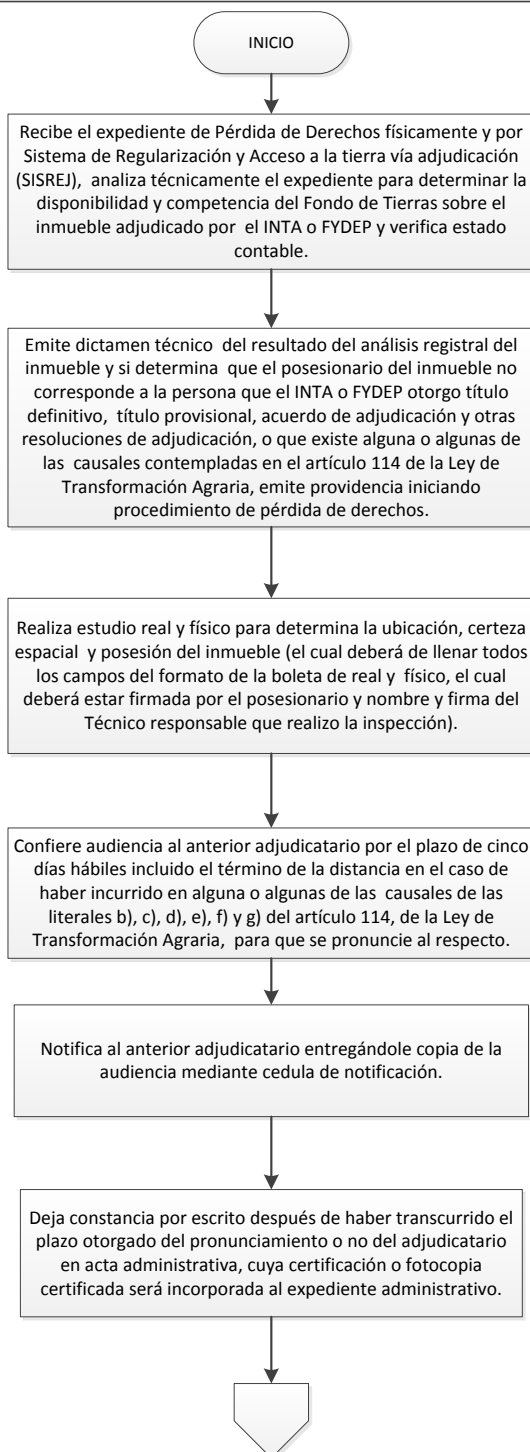 INICIO
Recibe el expediente de Pérdida de Derechos físicamente y por
Sistema de Regularización y Acceso a la tierra vía adjudicación
(SISREJ), analiza técnicamente el expediente para determinar la
disponibilidad y competencia del Fondo de Tierras sobre el
inmueble adjudicado por el INTA o FYDEP y verifica estado
contable.
Emite dictamen técnico del resultado del análisis registral del
inmueble y si determina que el posesionario del inmueble no
corresponde a la persona que el INTA o FYDEP otorgo título
definitivo, título provisional, acuerdo de adjudicación y otras
resoluciones de adjudicación, o que existe alguna o algunas de
las causales contempladas en el artículo 114 de la Ley de
Transformación Agraria, emite providencia iniciando
procedimiento de pérdida de derechos.
Realiza estudio real y físico para determina la ubicación, certeza
espacial y posesión del inmueble (el cual deberá de llenar todos
los campos del formato de la boleta de real y físico, el cual
deberá estar firmada por el posesionario y nombre y firma del
Técnico responsable que realizo la inspección).
Confiere audiencia al anterior adjudicatario por el plazo de cinco
días hábiles incluido el término de la distancia en el caso de
haber incurrido en alguna o algunas de las causales de las
literales b), c), d), e), f) y g) del artículo 114, de la Ley de
Transformación Agraria, para que se pronuncie al respecto.
Notifica al anterior adjudicatario entregándole copia de la
audiencia mediante cedula de notificación.
Deja constancia por escrito después de haber transcurrido el
plazo otorgado del pronunciamiento o no del adjudicatario
en acta administrativa, cuya certificación o fotocopia
certificada será incorporada al expediente administrativo.